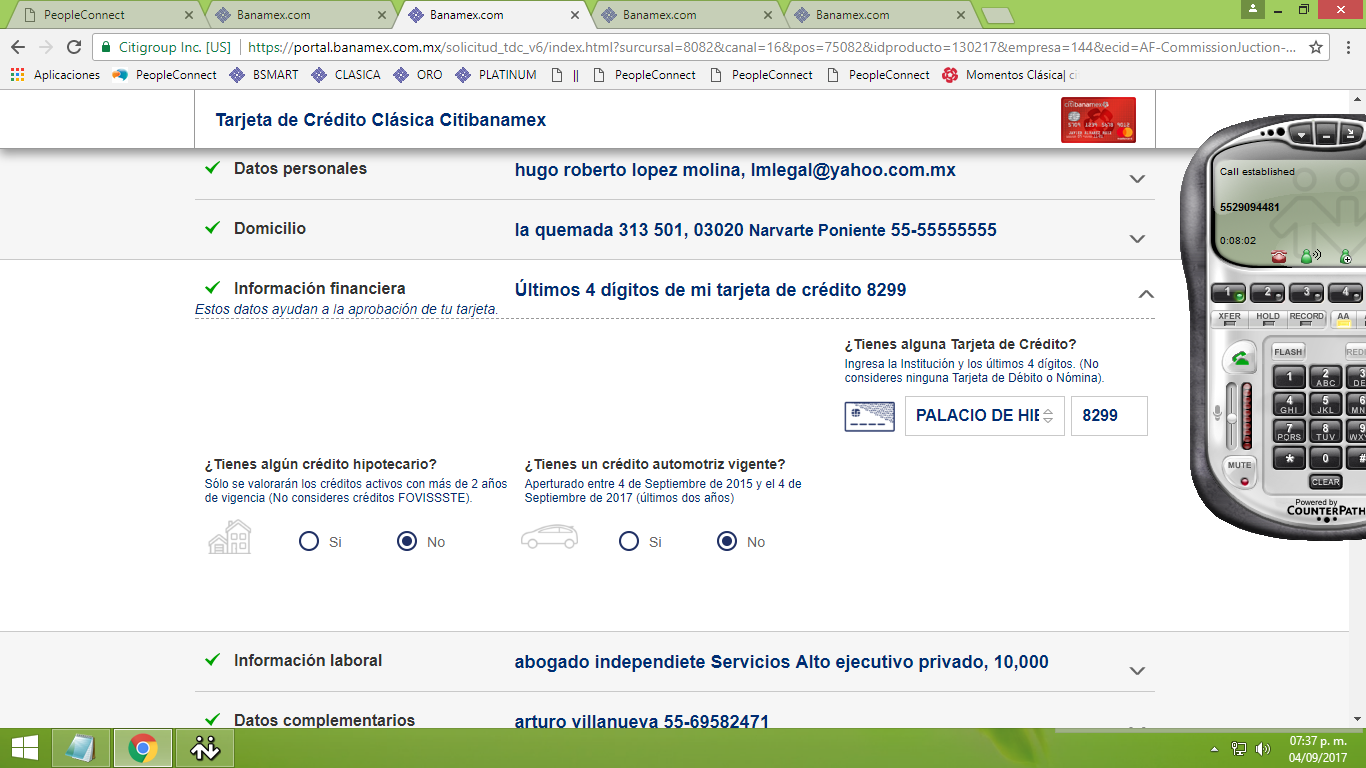 PeopleConnect
Banamex.com
Banamex.com
Banamex.com
Banamex.com
Citigroup Inc. [US]
https://portal.banamex.com.mx/solicitud_tdc_v6/index.html?surcursal=8082&canal=16&pos=75082&idproducto=130217&empresa=144&ecid=AF-CommissionJuction-...
Aplicaciones PeopleConnect BSMART CLASICA ORO PLATINUM || PeopleConnect PeopleConnect PeopleConnect Momentos Clásica| ci
Tarjeta de Crédito Clásica Citibanamex
citibanamex
Datos personales hugo roberto lopez molina, lmlegal@yahoo.com.mx
Domicilio la quemada 313 501, 03020 Narvarte Poniente 55-55555555
Información financiera Últimos 4 dígitos de mi tarjeta de crédito 8299
Estos datos ayudan a la aprobación de tu tarjeta.
¿Tienes alguna Tarjeta de Crédito?
Ingresa la Institución y los últimos 4 dígitos. (No
consideres ninguna Tarjeta de Débito o Nómina).
PALACIO DE HIE 8299
¿Tienes algún crédito hipotecario?
Sólo se valorarán los créditos activos con más de 2 años
de vigencia (No consideres créditos FOVISSSTE).
Si No
¿Tienes un crédito automotriz vigente?
Aperturado entre 4 de Septiembre de 2015 y el 4 de
Septiembre de 2017 (últimos dos años)
Si No
Información laboral abogado independiete Servicios Alto ejecutivo privado, 10,000
Datos complementarios arturo villanueva 55-69582471
Call established
5529094481
0:08:02
1 2 3 4
XFER HOLD RECORD AA
FLASH RED
1 2 ABC 3 DE
4 GHI 5 JKL 6 MN
7 PQRS 8 TUV 9 WXY
* 0 #
MUTE CLEAR
Powered by
COUNTERPATH
07:37 p. m.
04/09/2017